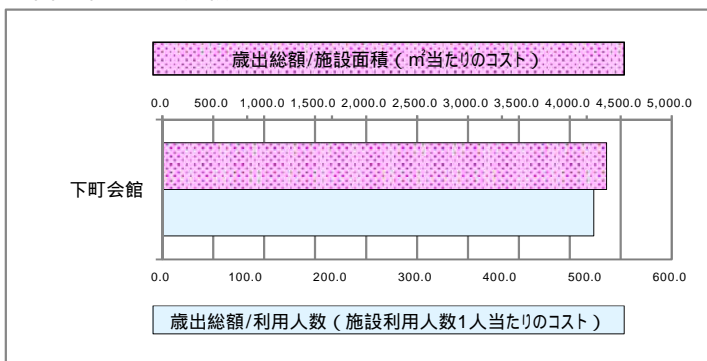 歳出総額/施設面積（㎡当たりのコスト）
0.0 500.0 1,000.0 1,500.0 2,000.0 2,500.0 3,000.0 3,500.0 4,000.0 4,500.0 5,000.0
下町会館
0.0 100.0 200.0 300.0 400.0 500.0 600.0
歳出総額/利用人数（施設利用人数1人当たりのコスト）